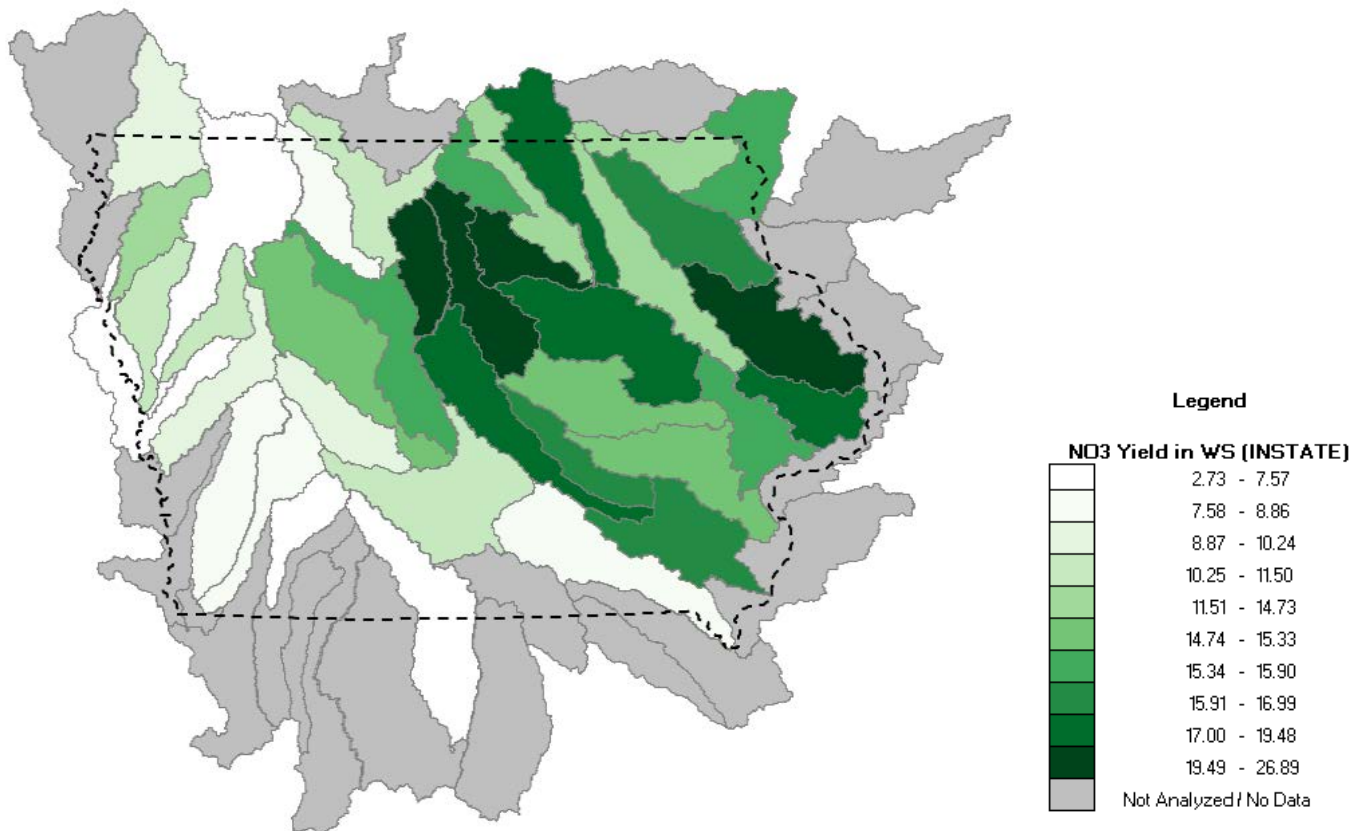 Legend
NO3 Yield in WS (INSTATE)
2.73 - 7.57
7.58 - 8.86
8.87 - 10.24
10.25 - 11.50
11.51 - 14.73
14.74 - 15.33
15.34 - 15.90
15.91 - 16.99
17.00 - 19.48
19.49 - 26.89
Not Analyzed / No Data